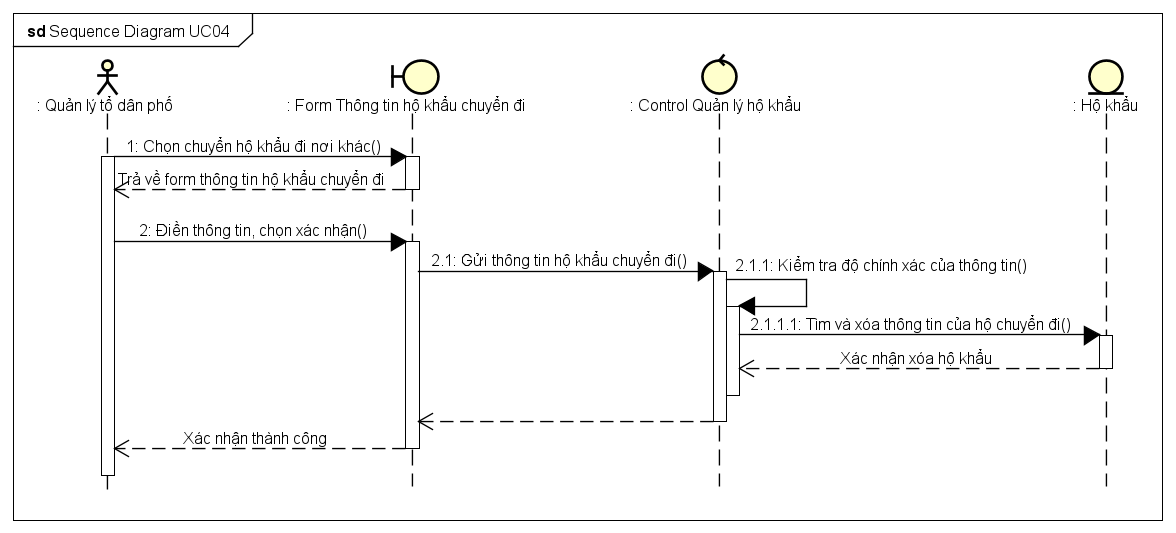 sd Sequence Diagram UC04
: Quản lý tổ dân phố
: Form Thông tin hộ khẩu chuyển đi
: Control Quản lý hộ khẩu
: Hộ khẩu
1: Chọn chuyển hộ khẩu đi nơi khác()
Trả về form thông tin hộ khẩu chuyển đi
2: Điền thông tin, chọn xác nhận()
2.1: Gửi thông tin hộ khẩu chuyển đi()
2.1.1: Kiểm tra độ chính xác của thông tin()
2.1.1.1: Tìm và xóa thông tin của hộ chuyển đi()
Xác nhận xóa hộ khẩu
Xác nhận thành công